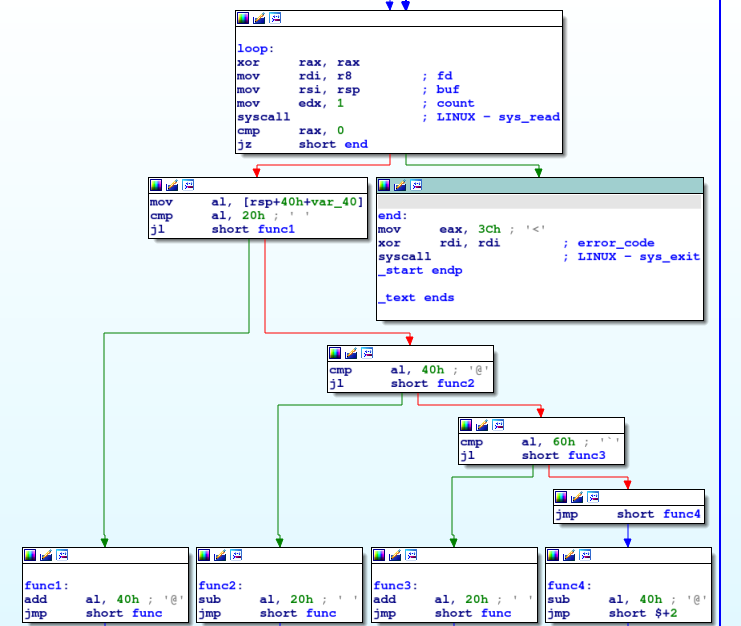 loop:
xor rax, rax
mov rdi, r8 ; fd
mov rsi, rsp ; buf
mov edx, 1 ; count
syscall ; LINUX - sys_read
cmp rax, 0
jz short end
mov al, [rsp+40h+var_40]
cmp al, 20h ; ' '
jl short func1
end:
mov eax, 3Ch ; '<'
xor rdi, rdi ; error_code
syscall ; LINUX - sys_exit
_start endp
_text ends
cmp al, 40h ; '@'
jl short func2
cmp al, 60h ; '`'
jl short func3
jmp short func4
func1:
add al, 40h ; '@'
jmp short func
func2:
sub al, 20h ; ' '
jmp short func
func3:
add al, 20h ; ' '
jmp short func
func4:
sub al, 40h ; '@'
jmp short $+2